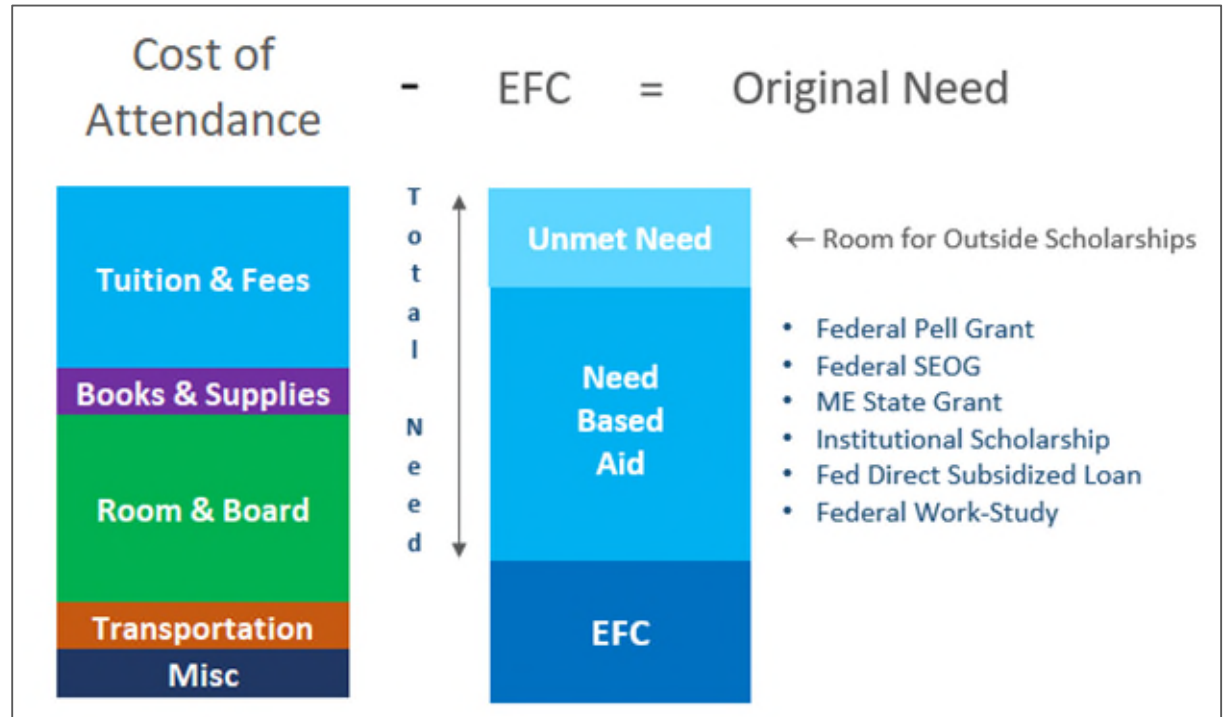 Cost of
Attendance
- EFC = Original Need
Tuition & Fees
Books & Supplies
Room & Board
Transportation
Misc
Total Need
Unmet Need
Need
Based
Aid
EFC
← Room for Outside Scholarships
• Federal Pell Grant
• Federal SEOG
• ME State Grant
• Institutional Scholarship
• Fed Direct Subsidized Loan
• Federal Work-Study